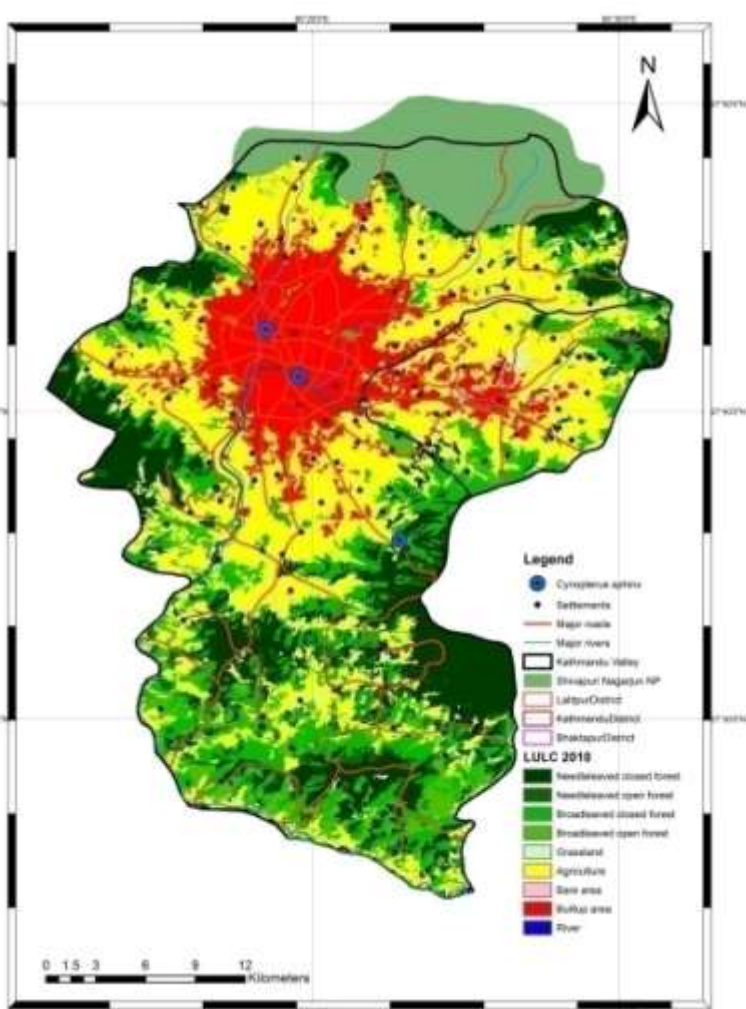 N
Legend
Cynopterus sphinx
Settlements
Major roads
Major rivers
Kathmandu Valley
Shivapuri Nagarjun NP
LalitpurDistrict
KathmanduDistrict
BhaktapurDistrict
LULC 2010
Needleleaved closed forest
Needleleaved open forest
Broadleaved closed forest
Broadleaved open forest
Grassland
Agriculture
Bare area
Builtup area
River
0 1.5 3 6 9 12
Kilometers